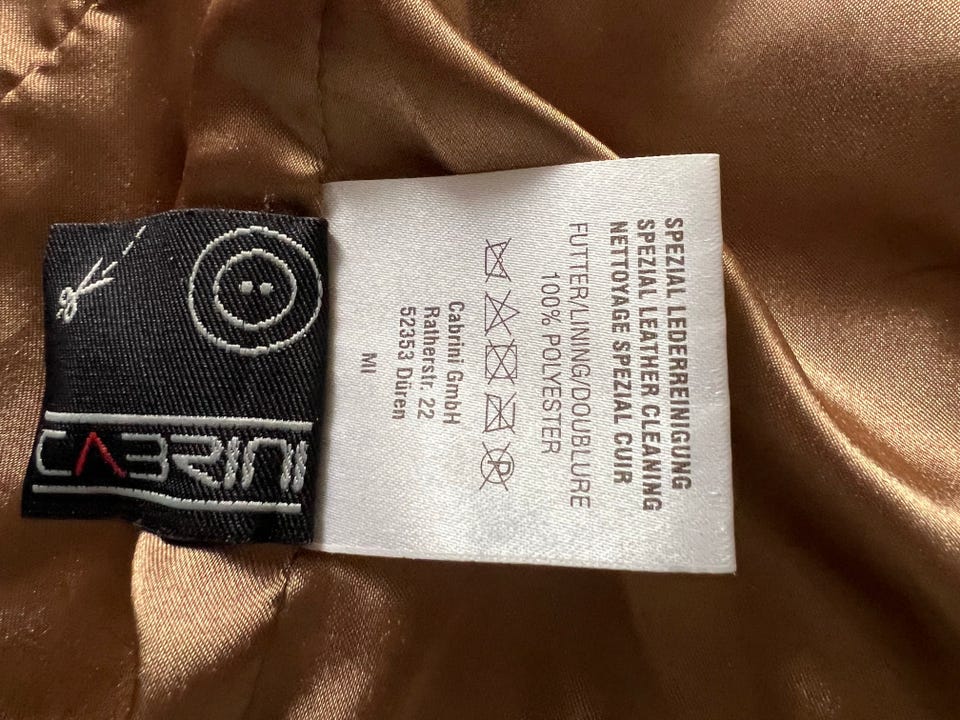 SPEZIAL LEDERREINIGUNG
SPEZIAL LEATHER CLEANING
NETTOYAGE SPEZIAL CUIR
FUTTER/LINING/DOUBLURE
100% POLYESTER
P
Cabrini GmbH
Ratherstr. 22
52353 Düren
MI
CABRINI